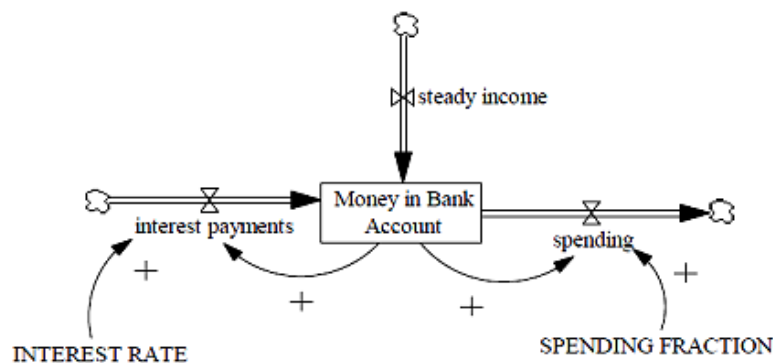 steady income
Money in Bank
Account
interest payments
spending
+
+
+
+
INTEREST RATE
SPENDING FRACTION